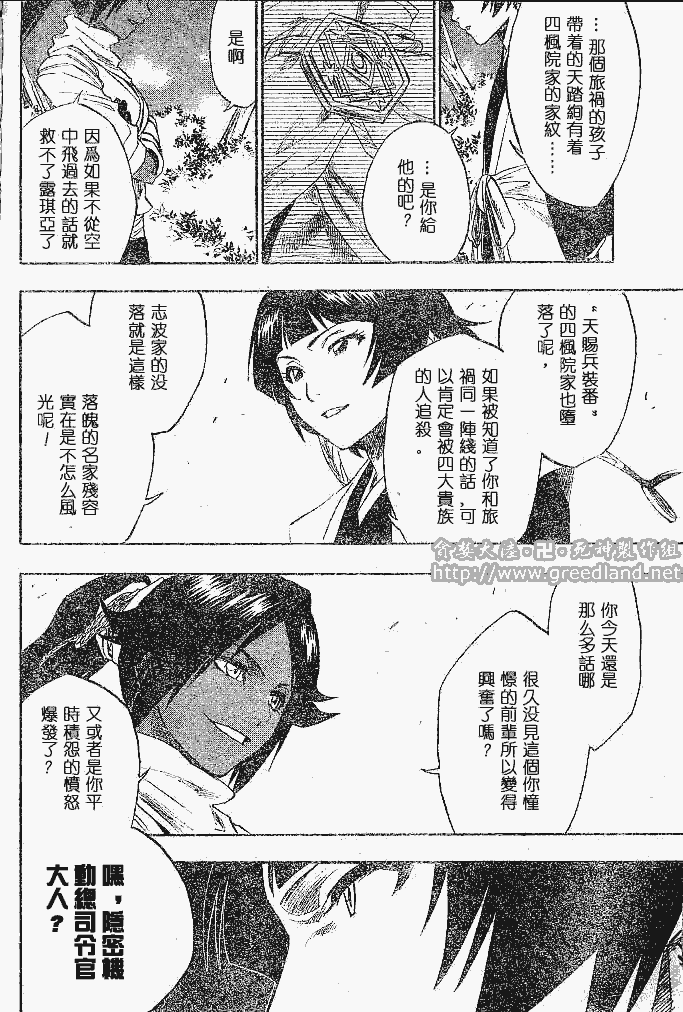 …那個旅禍的孩子
帶着的天踏絢有着
四楓院家的家紋……
…是你給
他的吧？
是啊
因爲如果不從空
中飛過去的話就
救不了露琪亞了
"天賜兵裝番"
的四楓院家也墮
落了呢，
如果被知道了你和旅
禍同一陣綫的話,可
以肯定會被四大貴族
的人追殺。
志波家的没
落就是這樣
落魄的名家殘容
實在是不怎么風
光呢！
你今天還是
那么多話哪
很久没見這個你憧
憬的前輩所以變得
興奮了嗎？
又或者是你平
時積怨的憤怒
爆發了？
嘿，隱密機
動總司令官
大人？
貪婪大陸·卍·死神製作組
http://www.greedland.net